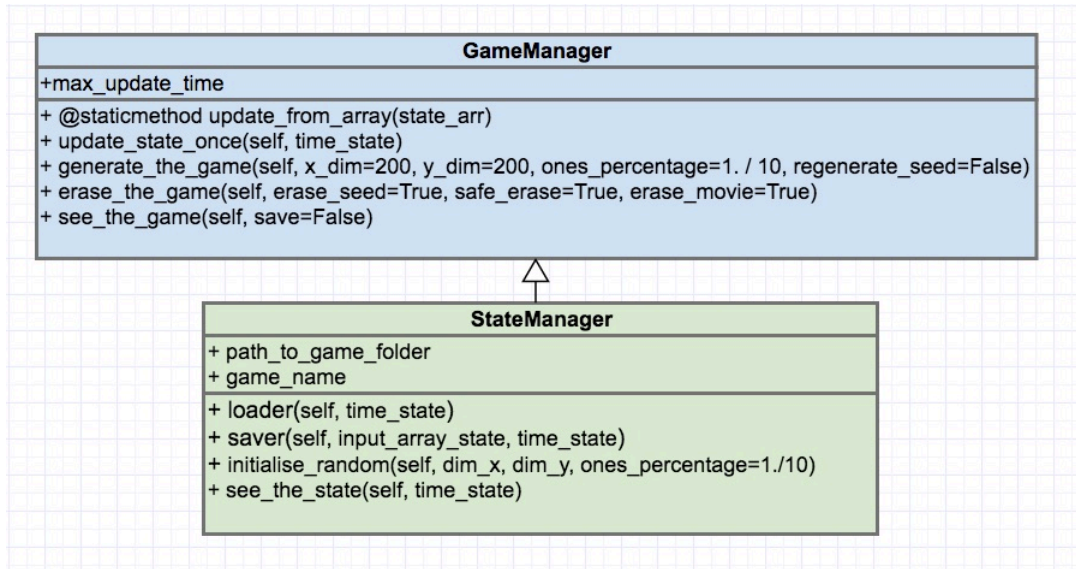 GameManager
+max_update_time
+ @staticmethod update_from_array(state_arr)
+ update_state_once(self, time_state)
+ generate_the_game(self, x_dim=200, y_dim=200, ones_percentage=1. / 10, regenerate_seed=False)
+ erase_the_game(self, erase_seed=True, safe_erase=True, erase_movie=True)
+ see_the_game(self, save=False)
StateManager
+ path_to_game_folder
+ game_name
+ loader(self, time_state)
+ saver(self, input_array_state, time_state)
+ initialise_random(self, dim_x, dim_y, ones_percentage=1./10)
+ see_the_state(self, time_state)